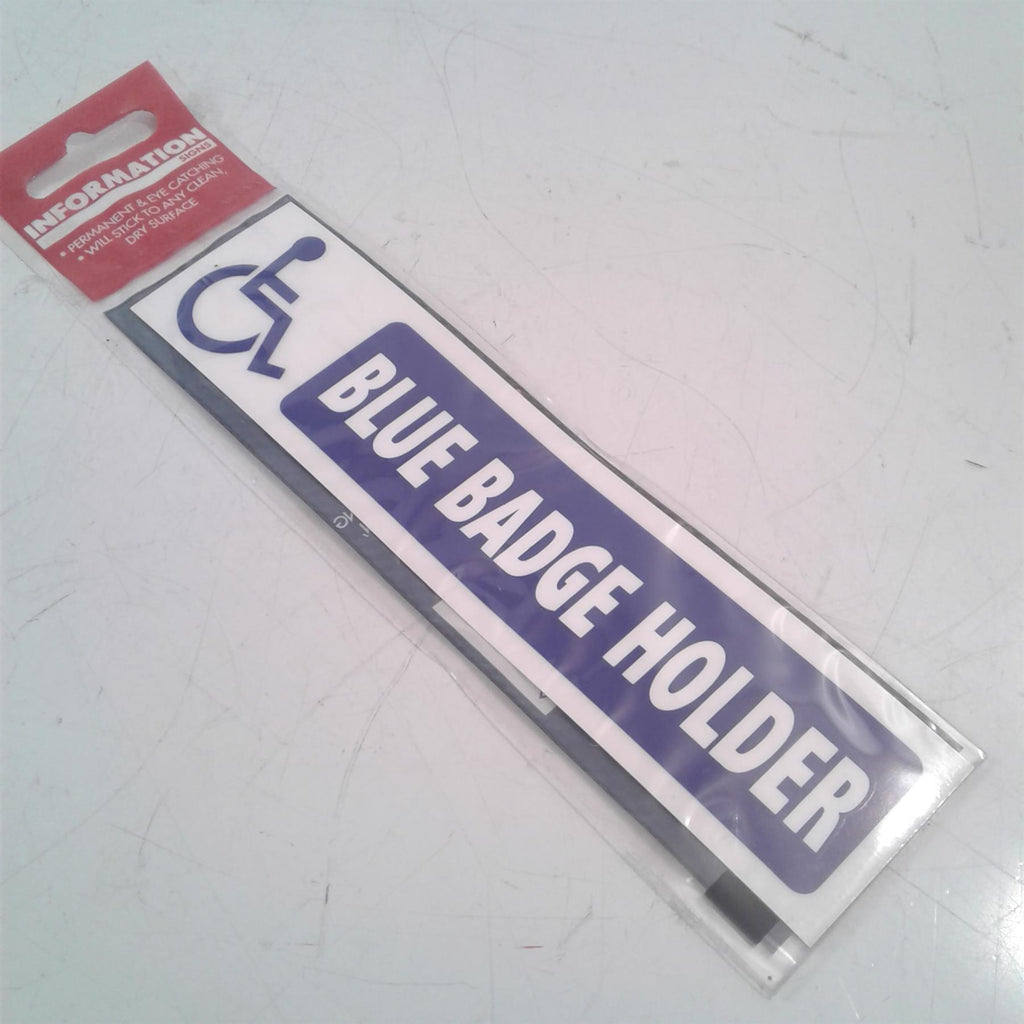 INFORMATION
SIGNS
• PERMANENT & EYE CATCHING
• WILL STICK TO ANY CLEAN,
DRY SURFACE
BLUE BADGE HOLDER